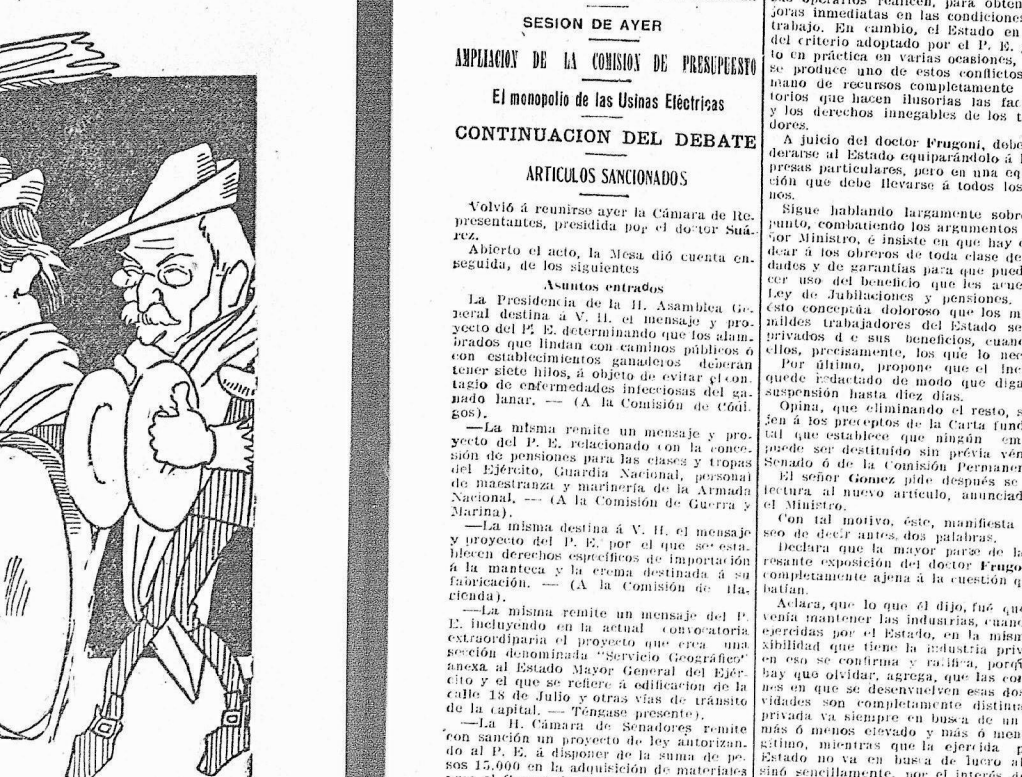 SESION DE AYER
AMPLIACION DE LA COMISION DE PRESUPUESTO
El monopolio de las Usinas Eléctricas
CONTINUACION DEL DEBATE
ARTICULOS SANCIONADOS
Volvió á reunirse ayer la Cámara de Re-
presentantes, presidida por el doctor Suá-
rez.
Abierto el acto, la Mesa dió cuenta en-
seguida, de los siguientes
Asuntos entrados
La Presidencia de la H. Asamblea Ge-
neral destina á V. H. el mensaje y pro-
yecto del P. E. determinando que los alam-
brados que lindan con caminos públicos ó
con establecimientos ganaderos deberan
tener siete hilos, á objeto de evitar el con-
tagio de enfermedades infecciosas del ga-
nado lanar. — (A la Comisión de Códi-
gos).
—La misma remite un mensaje y pro-
yecto del P. E. relacionado con la conce-
sión de pensiones para las clases y tropas
del Ejército, Guardia Nacional, personal
de maestranza y marinería de la Armada
Nacional. — (A la Comisión de Guerra y
Marina).
—La misma destina á V. H. el mensaje
y proyecto del P. E. por el que se esta-
blecen derechos específicos de importación
á la manteca y la crema destinada á su
fabricación. — (A la Comisión de Ha-
cienda).
—La misma remite un mensaje del P.
E. incluyendo en la actual convocatoria
extraordinaria el proyecto que crea una
sección denominada "Servicio Geográfico"
anexa al Estado Mayor General del Ejér-
cito y el que se refiere á edificacion de la
calle 18 de Julio y otras vías de tránsito
de la capital. — Téngase presente).
—La H. Cámara de Senadores remite
con sanción un proyecto de ley autorizan-
do al P. E. á disponer de la suma de pe-
sos 15.000 en la adquisición de materiales
realicen, para obten
joras inmediatas en las condiciones
trabajo. En cambio, el Estado en
del criterio adoptado por el P. E.
to en práctica en varias ocasiones,
se produce uno de estos conflictos
mano de recursos completamente
torios que hacen ilusorias las fac
y los derechos innegables de los t
dores.
A juicio del doctor Frugoni, debe
derarse al Estado equiparándolo á l
presas particulares, pero en una eq
ción que debe llevarse á todos los
nos.
Sigue hablando largamente sobre
punto, combatiendo los argumentos
ñor Ministro, é insiste en que hay
dear á los obreros de toda clase de
dades y de garantías para que pued
cer uso del beneficio que les acue
Ley de Jubilaciones y pensiones.
ésto conceptúa doloroso que los m
mildes trabajadores del Estado se
privados d e sus beneficios, cuand
ellos, precisamente, los que lo nec
Por último, propone que el inc
quede redactado de modo que diga
suspensión hasta diez días.
Opina, que eliminando el resto, s
jen á los preceptos de la Carta fund
tal que establece que ningún em
puede ser destituído sin prévia vén
Senado ó de la Comisión Permanen
El señor Gomez pide después se
lectura al nuevo artículo, anunciad
el Ministro.
Con tal motivo, éste, manifiesta
seo de decir antes, dos palabras.
Declara que la mayor parte de la
resante exposición del doctor Frugo
completamente ajena á la cuestión q
batían.
Aclara, que lo que él dijo, fué que
venía mantener las industrias, cuand
ejercidas por el Estado, en la mism
xibilidad que tiene la industria priv
en eso se confirma y ratifica, porq
hay que olvidar, agrega, que las con
nes en que se desenvuelven esas dos
vidades son completamente distintas
privada va siempre en busca de un
más ó menos elevado y más ó men
gítimo, mientras que la ejercida p
Estado no va en busca de lucro al
sinó sencillamente, por el interés